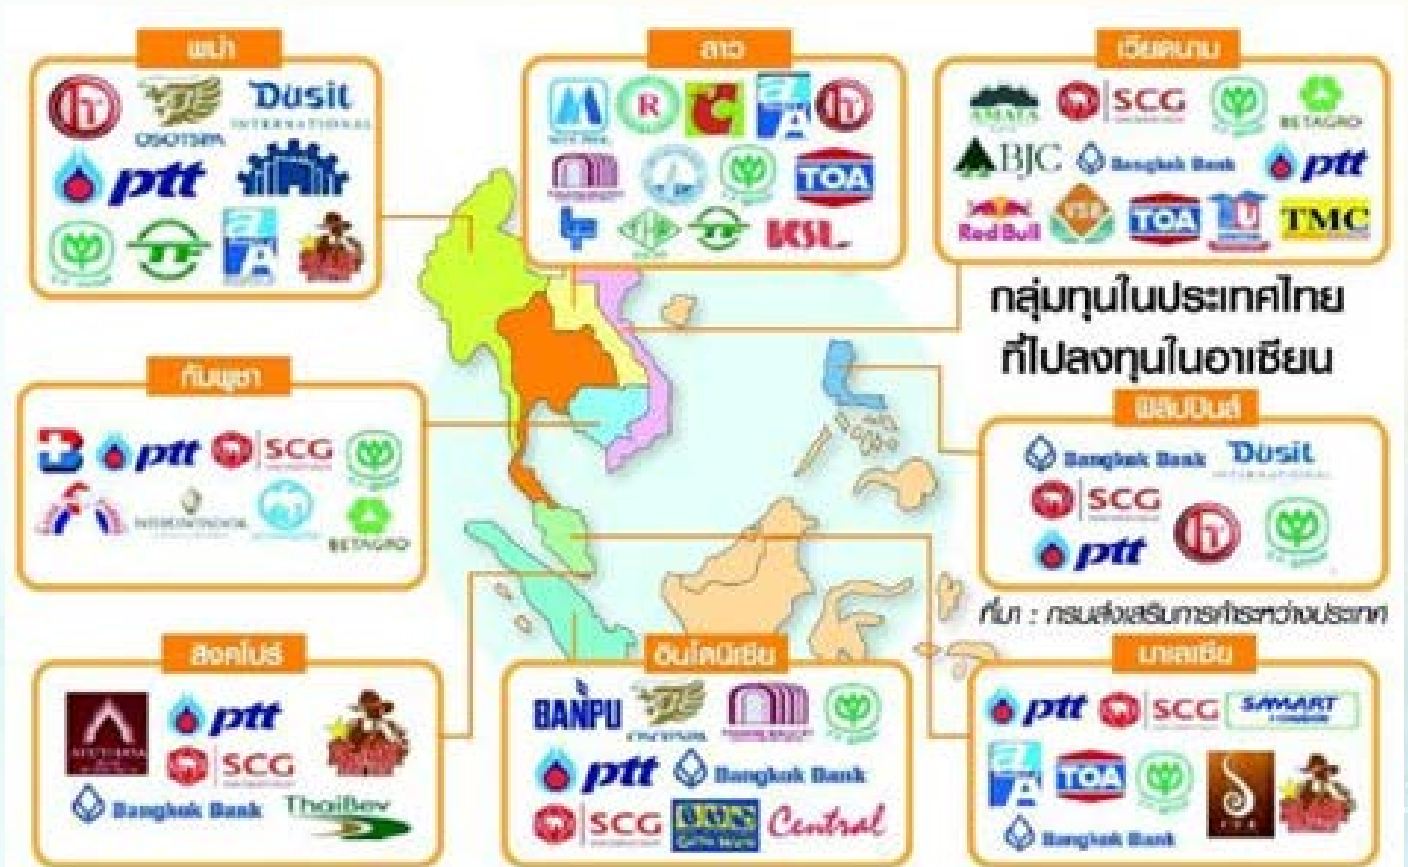 พม่า
OSOTSPA
Dusit
INTERNATIONAL
ptt
TF
ลาว
R
C
TOA
TF
KSL
เวียดนาม
AMATA
SCG
BETAGRO
BJC
Bangkok Bank
ptt
Red Bull
TOA
TMC
กลุ่มทุนในประเทศไทย
ที่ไปลงทุนในอาเซียน
กัมพูชา
B
ptt
SCG
BETAGRO
ฟิลิปปินส์
Bangkok Bank
Dusit
INTERNATIONAL
SCG
ptt
ที่มา : กรมส่งเสริมการค้าระหว่างประเทศ
สิงคโปร์
ptt
SCG
Bangkok Bank
ThaiBev
อินโดนีเซีย
BANPU
OSOTSPA
ptt
Bangkok Bank
SCG
Central
มาเลเซีย
ptt
SCG
SAMART
TOA
Bangkok Bank